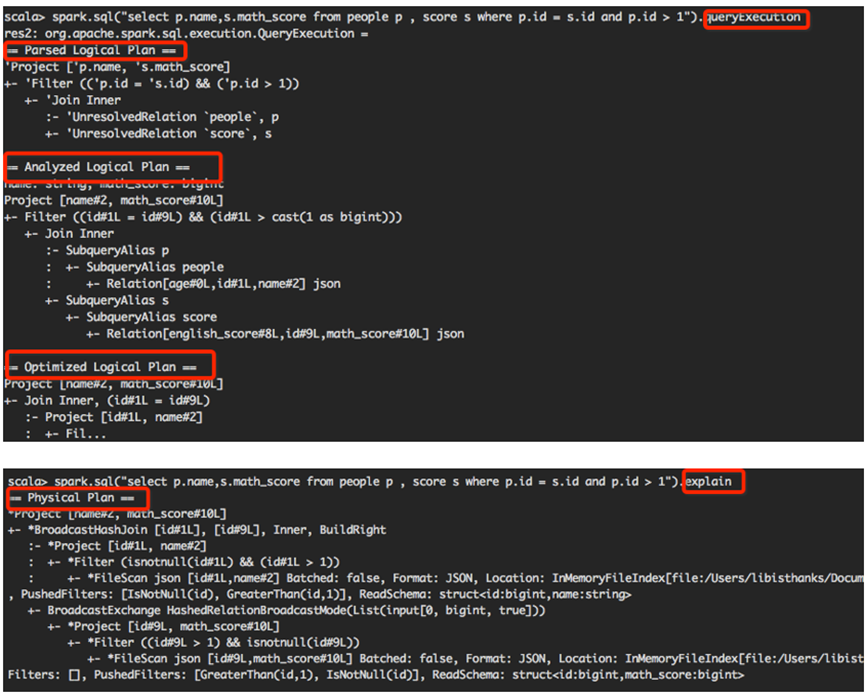 scala> spark.sql("select p.name,s.math_score from people p , score s where p.id = s.id and p.id > 1").queryExecution
res2: org.apache.spark.sql.execution.QueryExecution =
== Parsed Logical Plan ==
'Project ['p.name, 's.math_score]
+- 'Filter (('p.id = 's.id) && ('p.id > 1))
   +- 'Join Inner
      :- 'UnresolvedRelation `people`, p
      +- 'UnresolvedRelation `score`, s
== Analyzed Logical Plan ==
name: string, math_score: bigint
Project [name#2, math_score#10L]
+- Filter ((id#1L = id#9L) && (id#1L > cast(1 as bigint)))
   +- Join Inner
      :- SubqueryAlias p
      :  +- SubqueryAlias people
      :     +- Relation[age#0L,id#1L,name#2] json
      +- SubqueryAlias s
         +- SubqueryAlias score
            +- Relation[english_score#8L,id#9L,math_score#10L] json
== Optimized Logical Plan ==
Project [name#2, math_score#10L]
+- Join Inner, (id#1L = id#9L)
   :- Project [id#1L, name#2]
   :  +- Fil...
scala> spark.sql("select p.name,s.math_score from people p , score s where p.id = s.id and p.id > 1").explain
== Physical Plan ==
*Project [name#2, math_score#10L]
+- *BroadcastHashJoin [id#1L], [id#9L], Inner, BuildRight
   :- *Project [id#1L, name#2]
   :  +- *Filter (isnotnull(id#1L) && (id#1L > 1))
   :     +- *FileScan json [id#1L,name#2] Batched: false, Format: JSON, Location: InMemoryFileIndex[file:/Users/libisthanks/Docum
, PushedFilters: [IsNotNull(id), GreaterThan(id,1)], ReadSchema: struct<id:bigint,name:string>
   +- BroadcastExchange HashedRelationBroadcastMode(List(input[0, bigint, true]))
      +- *Project [id#9L, math_score#10L]
         +- *Filter ((id#9L > 1) && isnotnull(id#9L))
            +- *FileScan json [id#9L,math_score#10L] Batched: false, Format: JSON, Location: InMemoryFileIndex[file:/Users/libist
Filters: [], PushedFilters: [GreaterThan(id,1), IsNotNull(id)], ReadSchema: struct<id:bigint,math_score:bigint>